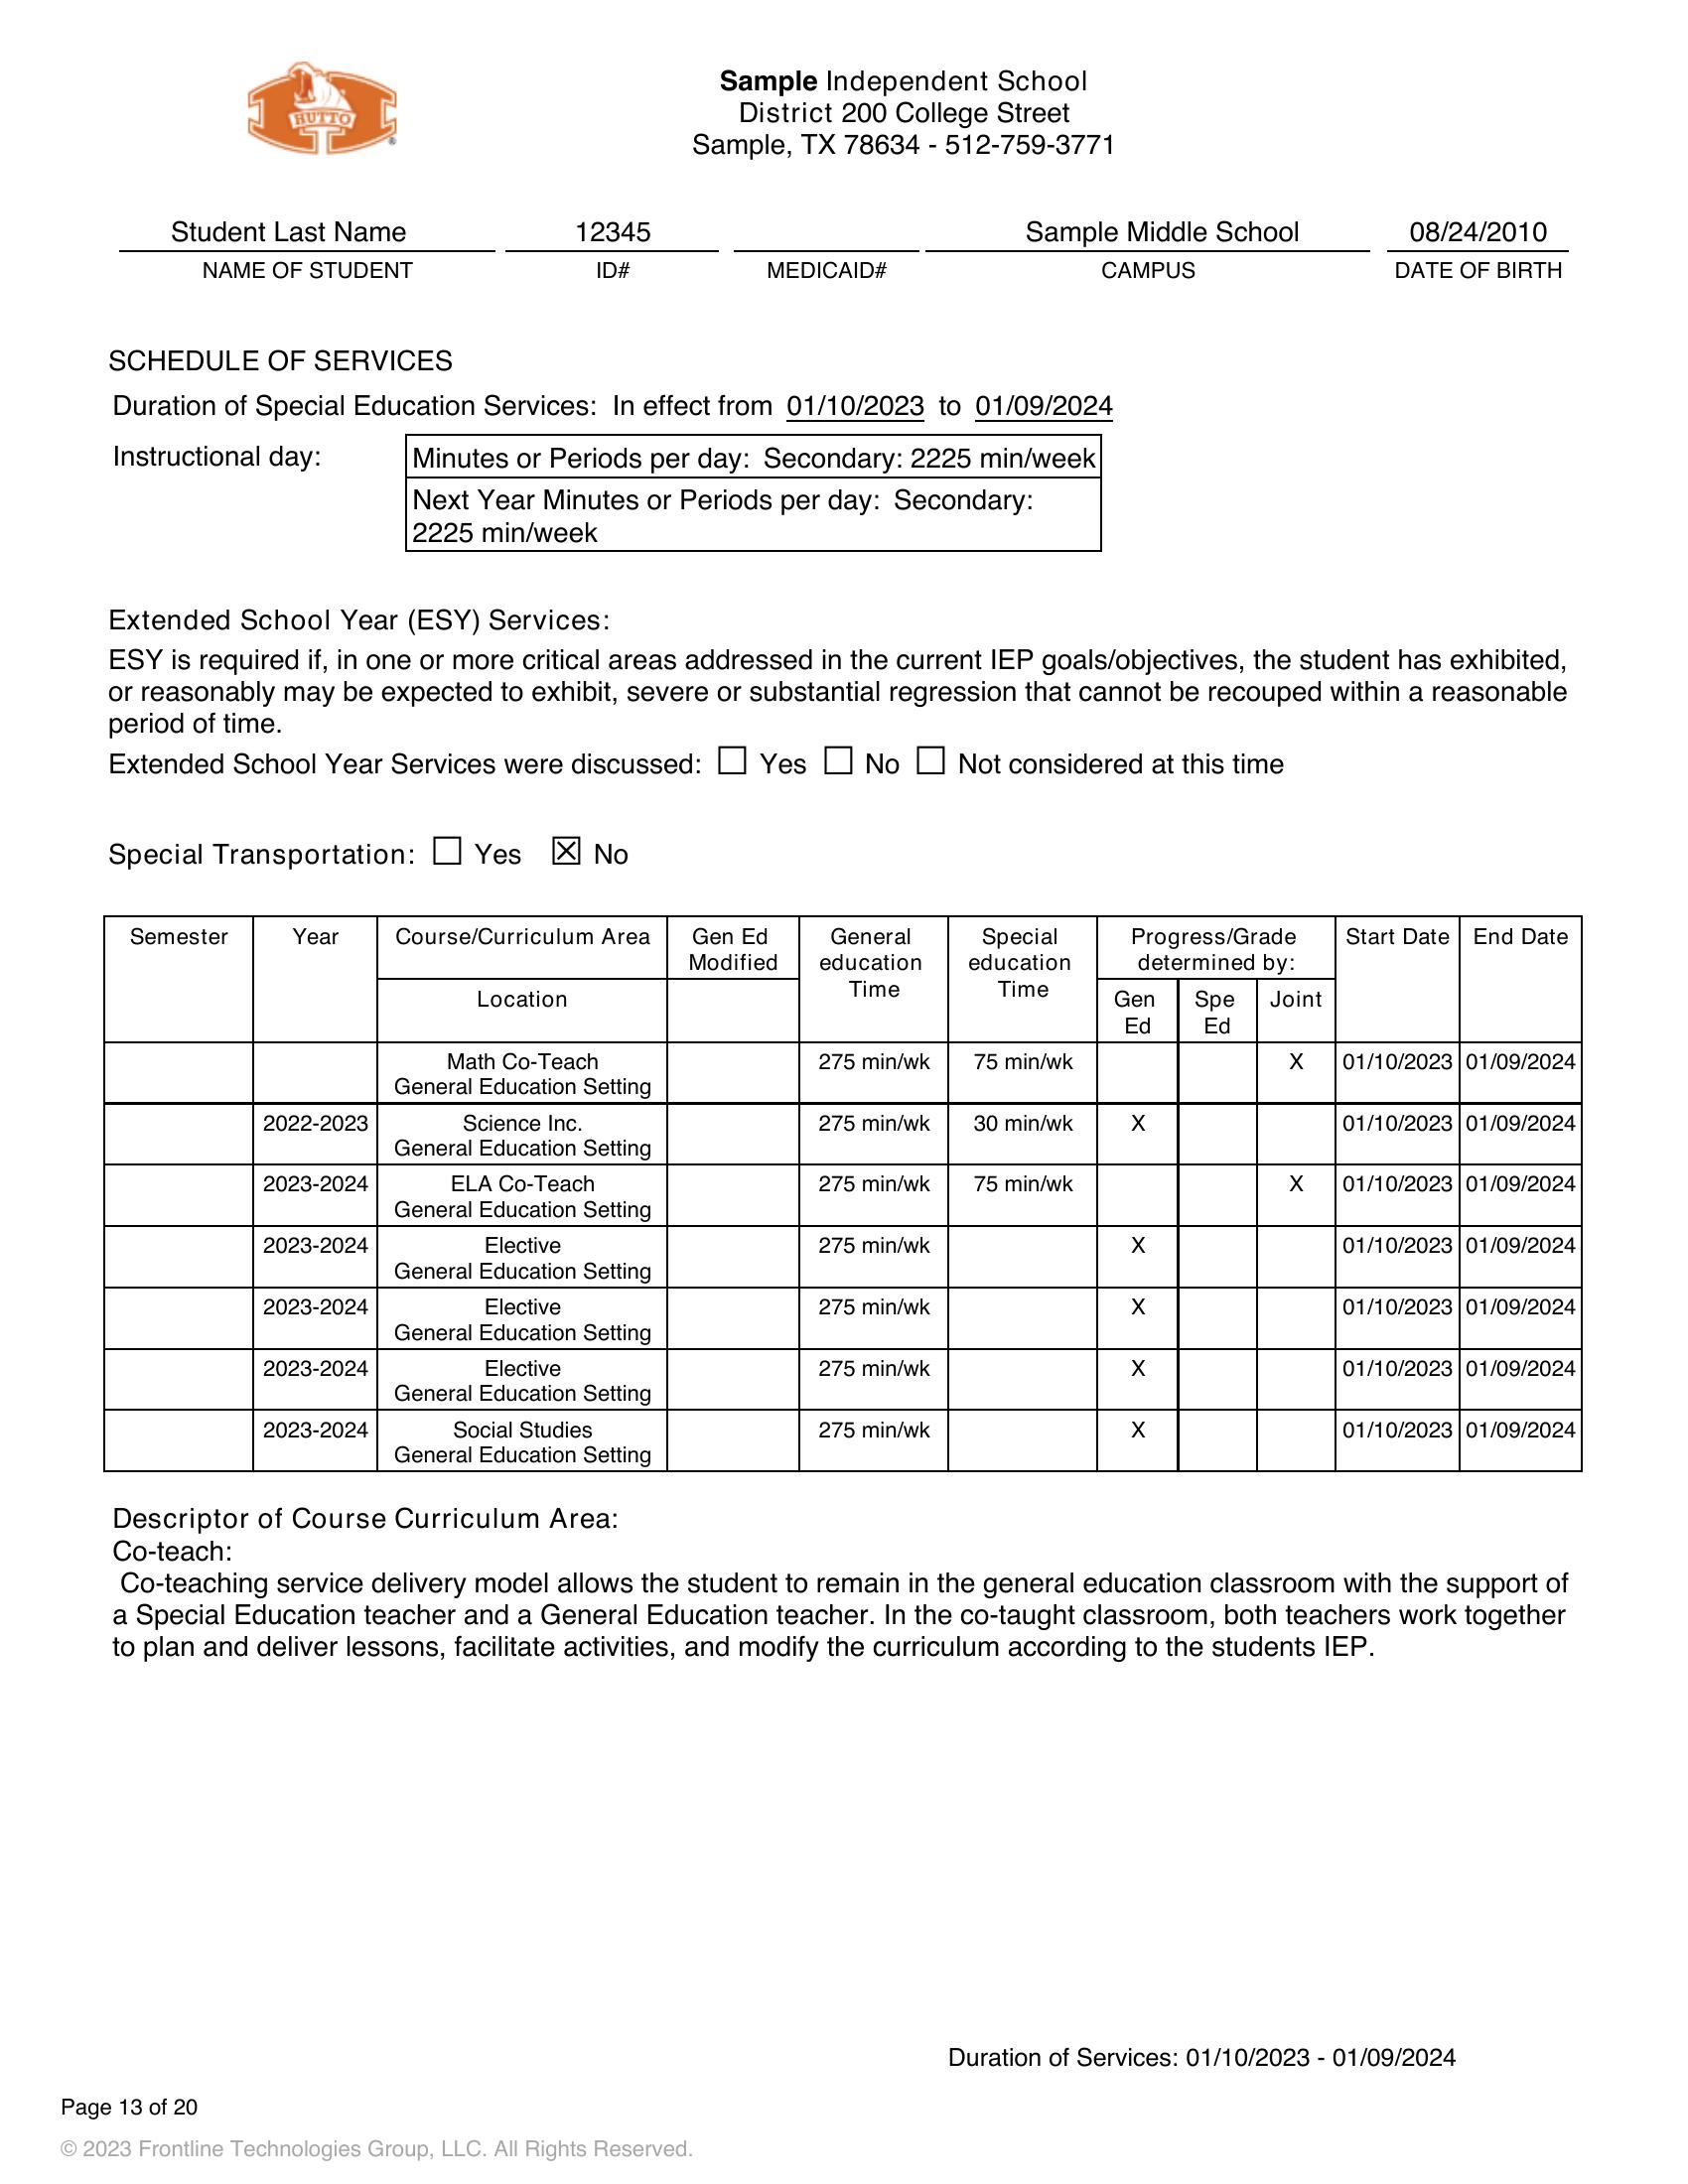 HUTTO
®
Sample Independent School
District 200 College Street
Sample, TX 78634 - 512-759-3771
Student Last Name 12345 Sample Middle School 08/24/2010
NAME OF STUDENT ID# MEDICAID# CAMPUS DATE OF BIRTH
SCHEDULE OF SERVICES
Duration of Special Education Services: In effect from 01/10/2023 to 01/09/2024
Instructional day: Minutes or Periods per day: Secondary: 2225 min/week
Next Year Minutes or Periods per day: Secondary:
2225 min/week
Extended School Year (ESY) Services:
ESY is required if, in one or more critical areas addressed in the current IEP goals/objectives, the student has exhibited,
or reasonably may be expected to exhibit, severe or substantial regression that cannot be recouped within a reasonable
period of time.
Extended School Year Services were discussed: ☐ Yes ☐ No ☐ Not considered at this time
Special Transportation: ☐ Yes ☒ No
Semester Year Course/Curriculum Area Gen Ed General Special Progress/Grade Start Date End Date
Modified education education determined by:
Location Time Time Gen Spe Joint
Ed Ed
Math Co-Teach 275 min/wk 75 min/wk X 01/10/2023 01/09/2024
General Education Setting
2022-2023 Science Inc. 275 min/wk 30 min/wk X 01/10/2023 01/09/2024
General Education Setting
2023-2024 ELA Co-Teach 275 min/wk 75 min/wk X 01/10/2023 01/09/2024
General Education Setting
2023-2024 Elective 275 min/wk X 01/10/2023 01/09/2024
General Education Setting
2023-2024 Elective 275 min/wk X 01/10/2023 01/09/2024
General Education Setting
2023-2024 Elective 275 min/wk X 01/10/2023 01/09/2024
General Education Setting
2023-2024 Social Studies 275 min/wk X 01/10/2023 01/09/2024
General Education Setting
Descriptor of Course Curriculum Area:
Co-teach:
Co-teaching service delivery model allows the student to remain in the general education classroom with the support of
a Special Education teacher and a General Education teacher. In the co-taught classroom, both teachers work together
to plan and deliver lessons, facilitate activities, and modify the curriculum according to the students IEP.
Duration of Services: 01/10/2023 - 01/09/2024
Page 13 of 20
© 2023 Frontline Technologies Group, LLC. All Rights Reserved.